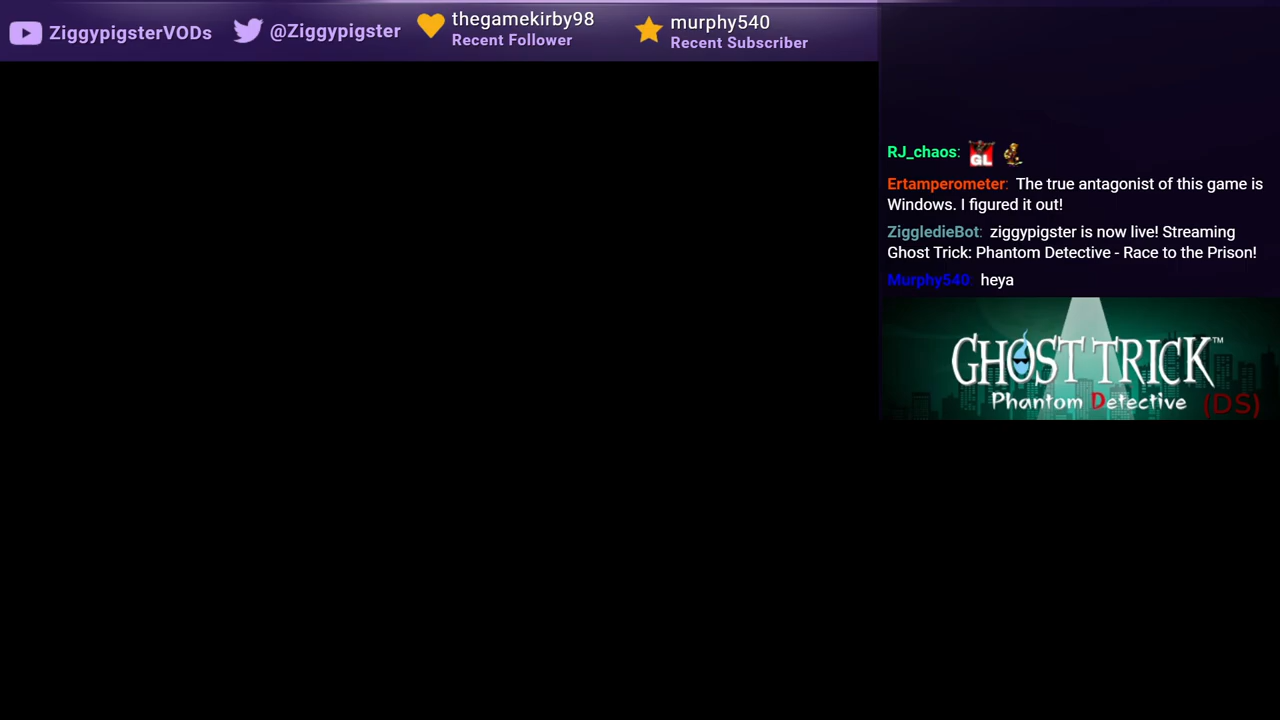 ZiggypigsterVODs
@Ziggypigster
thegamekirby98
Recent Follower
murphy540
Recent Subscriber
RJ_chaos: GL
Ertamperometer: The true antagonist of this game is
Windows. I figured it out!
ZiggledieBot: ziggypigster is now live! Streaming
Ghost Trick: Phantom Detective - Race to the Prison!
Murphy540: heya
GHOST TRICK™
Phantom Detective (DS)